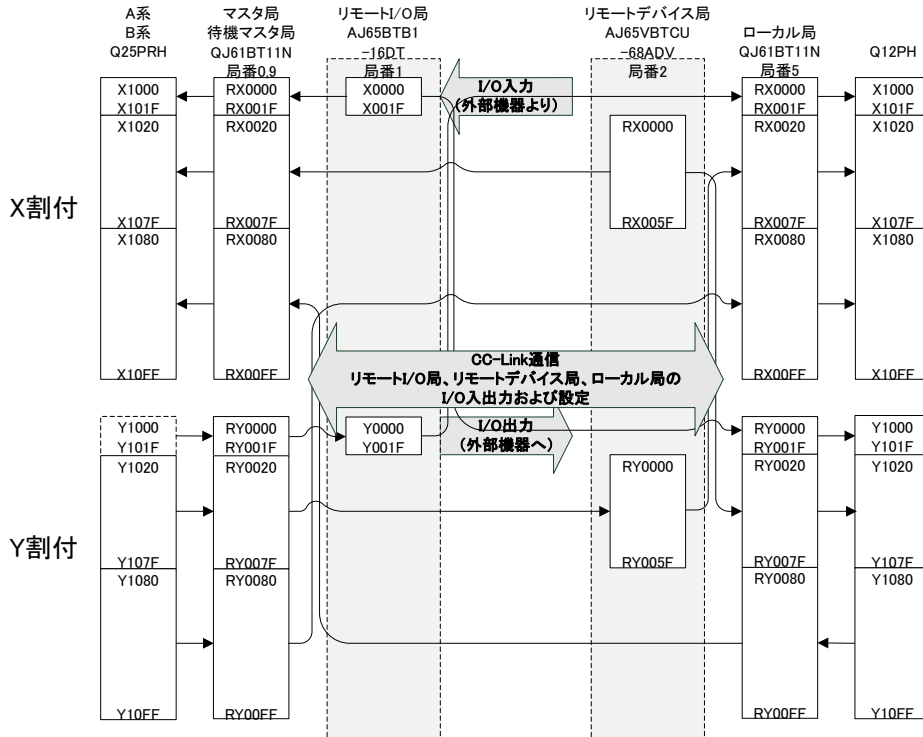 A系
B系
Q25PRH
マスタ局
待機マスタ局
QJ61BT11N
局番0,9
リモートI/O局
AJ65BTB1
-16DT
局番1
リモートデバイス局
AJ65VBTCU
-68ADV
局番2
ローカル局
QJ61BT11N
局番5
Q12PH
X割付
X1000
X101F
X1020
X107F
X1080
X10FF
RX0000
RX001F
RX0020
RX007F
RX0080
RX00FF
X0000
X001F
I/O入力
(外部機器より)
RX0000
RX005F
RX0000
RX001F
RX0020
RX007F
RX0080
RX00FF
X1000
X101F
X1020
X107F
X1080
X10FF
CC-Link通信
リモートI/O局、リモートデバイス局、ローカル局の
I/O入出力および設定
Y割付
Y1000
Y101F
Y1020
Y107F
Y1080
Y10FF
RY0000
RY001F
RY0020
RY007F
RY0080
RY00FF
Y0000
Y001F
I/O出力
(外部機器へ)
RY0000
RY005F
RY0000
RY001F
RY0020
RY007F
RY0080
RY00FF
Y1000
Y101F
Y1020
Y107F
Y1080
Y10FF